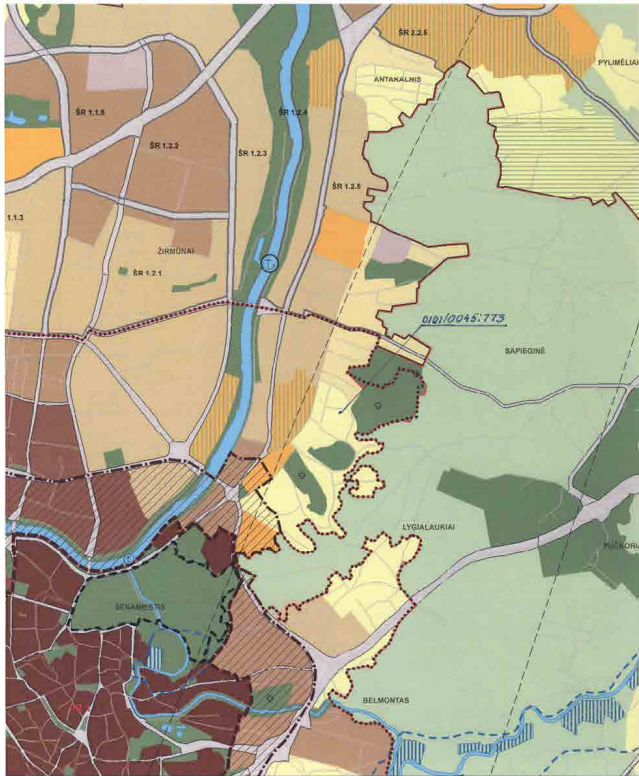 ŠR 2.2.6
PYLIMĖLIAI
ANTAKALNIS
ŠR 1.1.5
ŠR 1.2.4
ŠR 1.2.2
ŠR 1.2.3
ŠR 1.2.5
1.1.3
ŽIRMŪNAI
ŠR 1.2.1
0101/0045:773
SAPIEGINĖ
LYGIALAUKIAI
SENAMIESTIS
BELMONTAS